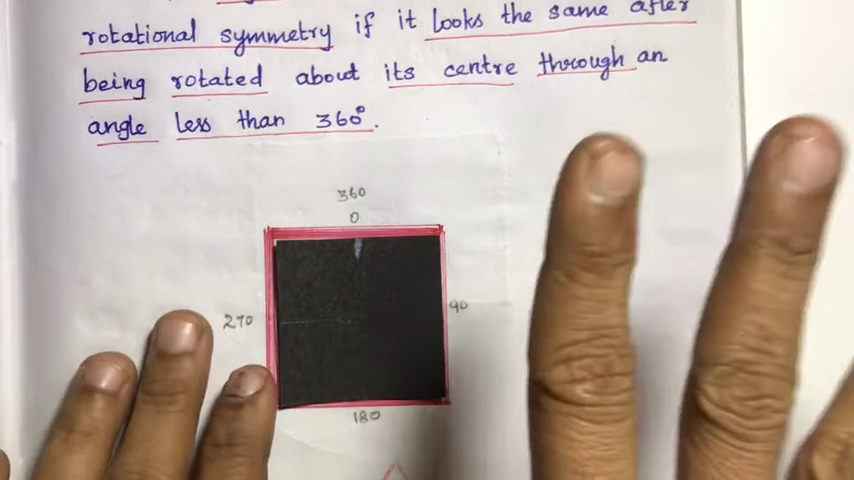 rotational symmetry if it looks the same after
being rotated about its centre through an
angle less than 360°.
360
0
270
90
180